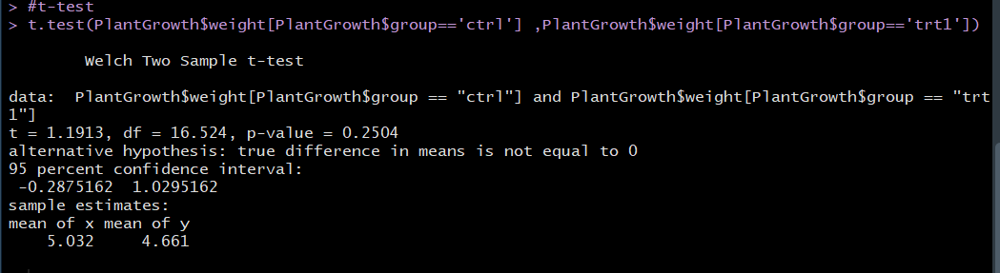 > #t-test
> t.test(PlantGrowth$weight[PlantGrowth$group=='ctrl'] ,PlantGrowth$weight[PlantGrowth$group=='trt1'])
Welch Two Sample t-test
data:  PlantGrowth$weight[PlantGrowth$group == "ctrl"] and PlantGrowth$weight[PlantGrowth$group == "trt
1"]
t = 1.1913, df = 16.524, p-value = 0.2504
alternative hypothesis: true difference in means is not equal to 0
95 percent confidence interval:
-0.2875162  1.0295162
sample estimates:
mean of x mean of y
5.032     4.661